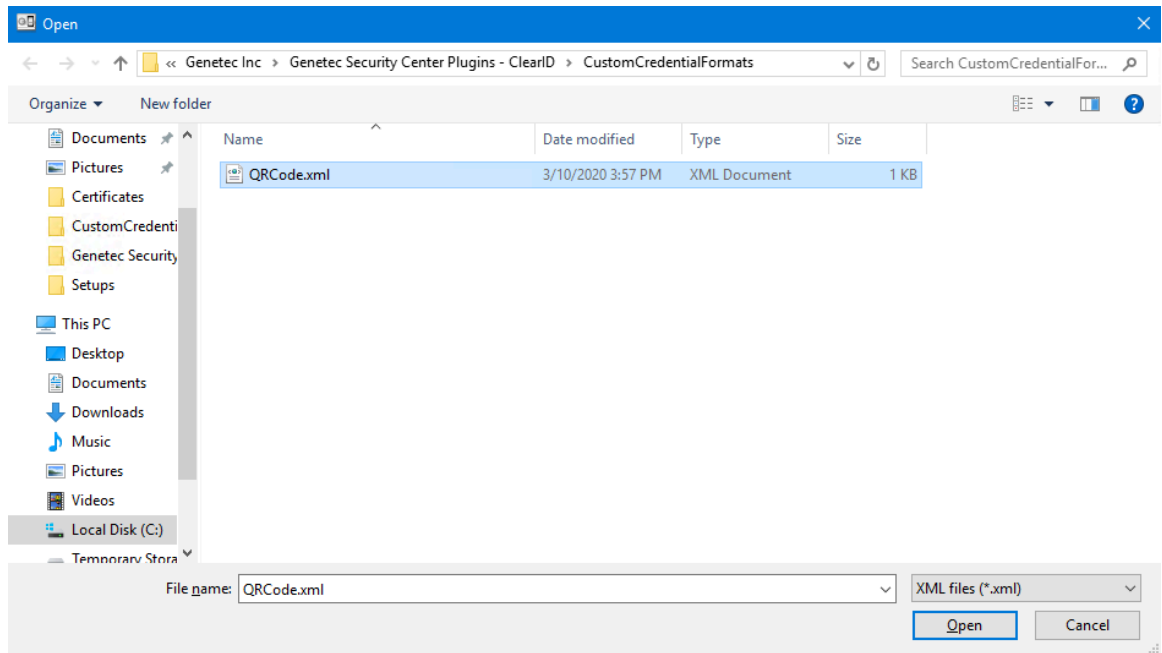 Open
« Genetec Inc > Genetec Security Center Plugins - ClearID > CustomCredentialFormats
Search CustomCredentialFor...
Organize
New folder
Documents
Pictures
Certificates
CustomCredenti
Genetec Security
Setups
This PC
Desktop
Documents
Downloads
Music
Pictures
Videos
Local Disk (C:)
Temporary Stora
Name Date modified Type Size
QRCode.xml 3/10/2020 3:57 PM XML Document 1 KB
File name: QRCode.xml
XML files (*.xml)
Open Cancel